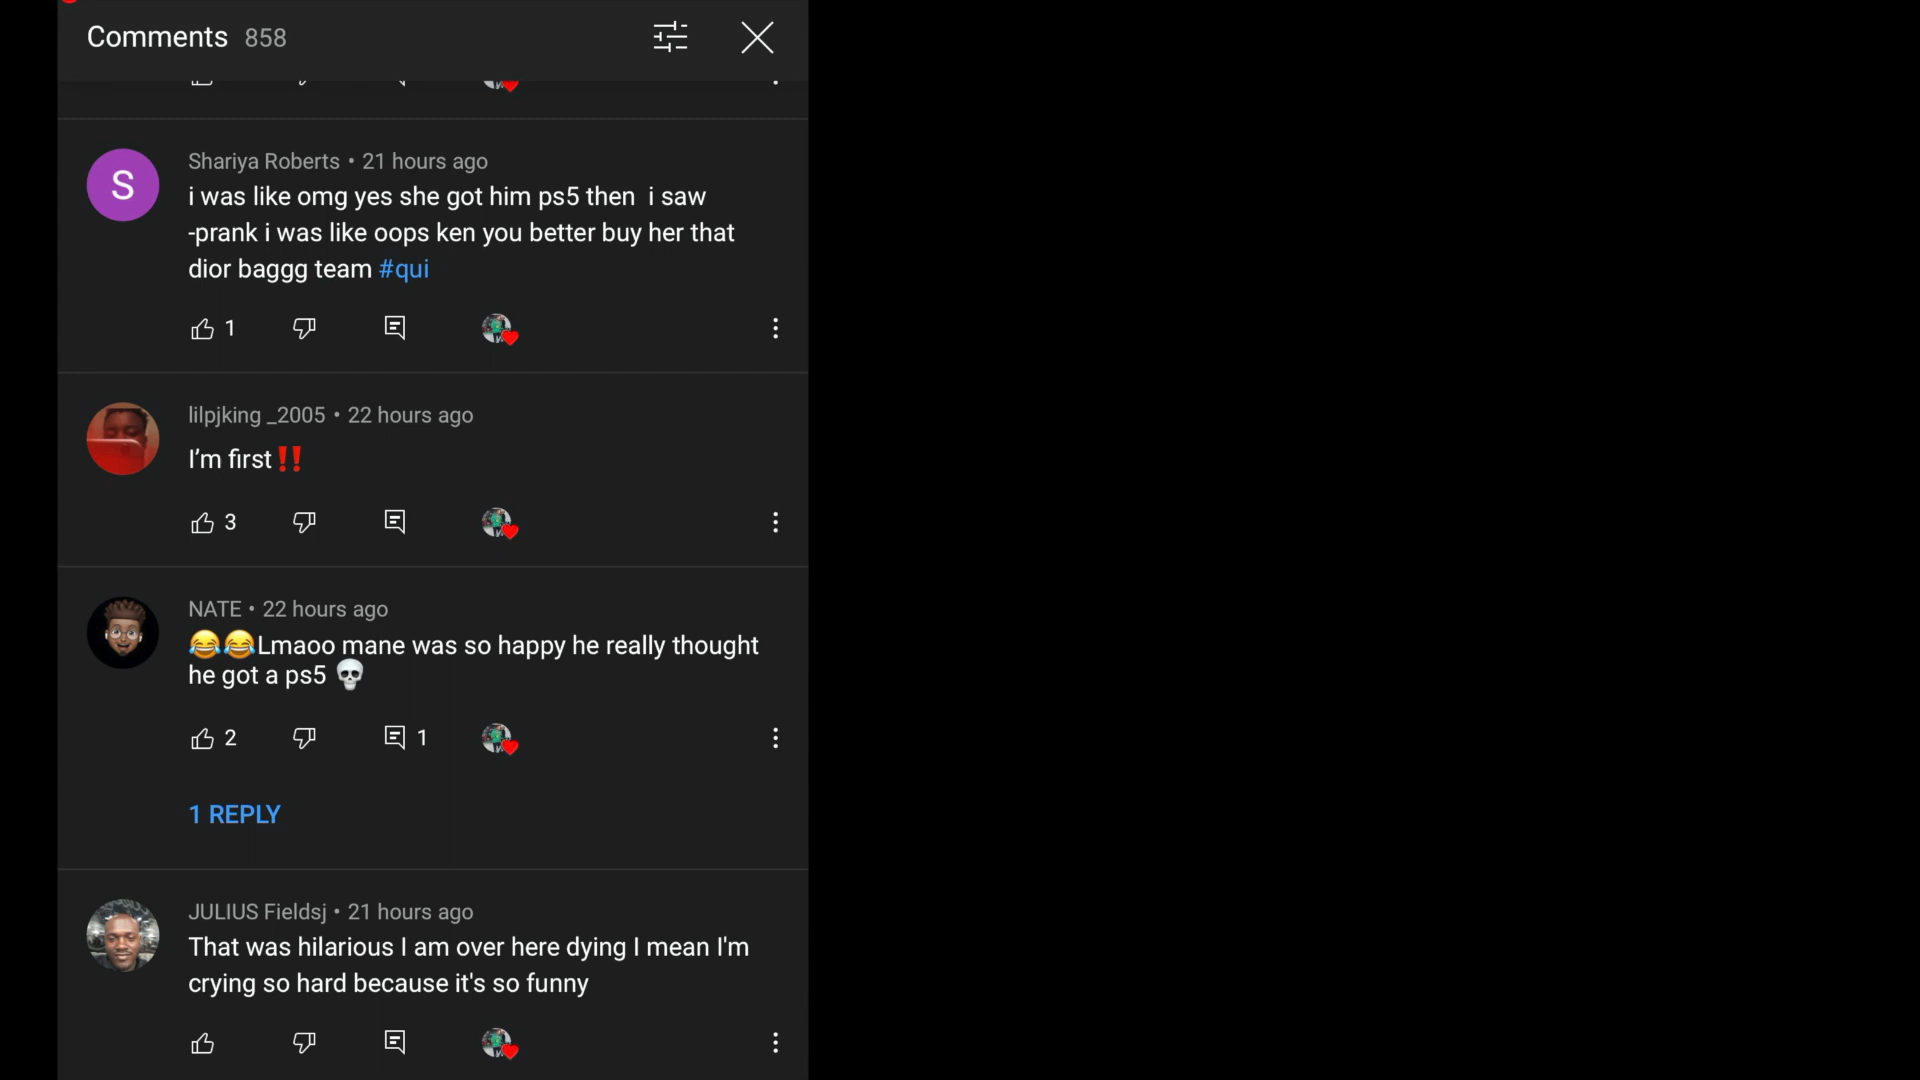 Comments 858
Shariya Roberts • 21 hours ago
i was like omg yes she got him ps5 then i saw
-prank i was like oops ken you better buy her that
dior baggg team #qui
1
lilpjking _2005 • 22 hours ago
I’m first‼️
3
NATE • 22 hours ago
😂😂Lmaoo mane was so happy he really thought
he got a ps5 💀
2 1
1 REPLY
JULIUS Fieldsj • 21 hours ago
That was hilarious I am over here dying I mean I'm
crying so hard because it's so funny